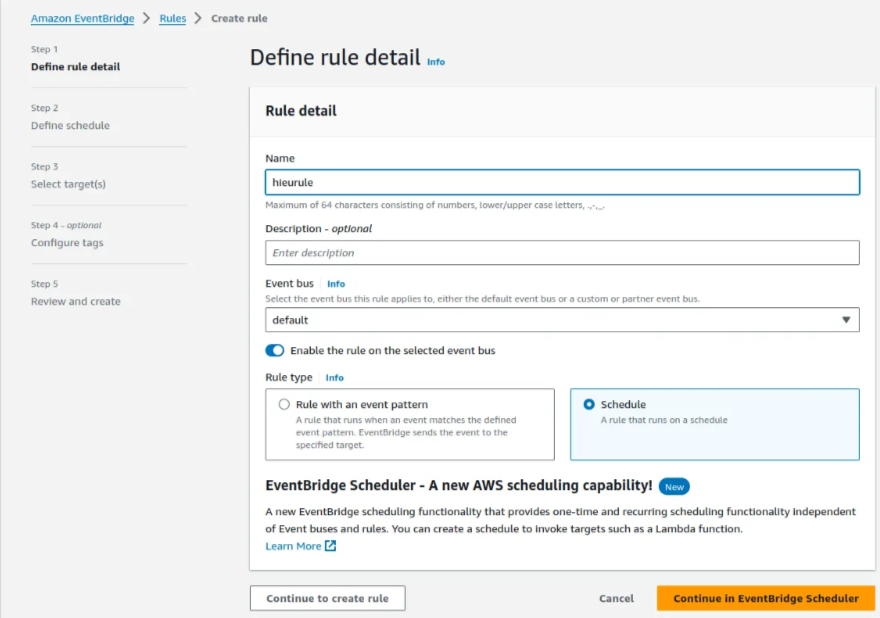 Amazon EventBridge > Rules > Create rule
Step 1
Define rule detail
Step 2
Define schedule
Step 3
Select target(s)
Step 4 - optional
Configure tags
Step 5
Review and create
Define rule detail Info
Rule detail
Name
hieurule
Maximum of 64 characters consisting of numbers, lower/upper case letters, .,-,_.
Description - optional
Enter description
Event bus Info
Select the event bus this rule applies to, either the default event bus or a custom or partner event bus.
default
Enable the rule on the selected event bus
Rule type Info
Rule with an event pattern
A rule that runs when an event matches the defined
event pattern. EventBridge sends the event to the
specified target.
Schedule
A rule that runs on a schedule
EventBridge Scheduler - A new AWS scheduling capability! New
A new EventBridge scheduling functionality that provides one-time and recurring scheduling functionality independent
of Event buses and rules. You can create a schedule to invoke targets such as a Lambda function.
Learn More
Continue to create rule
Cancel
Continue in EventBridge Scheduler